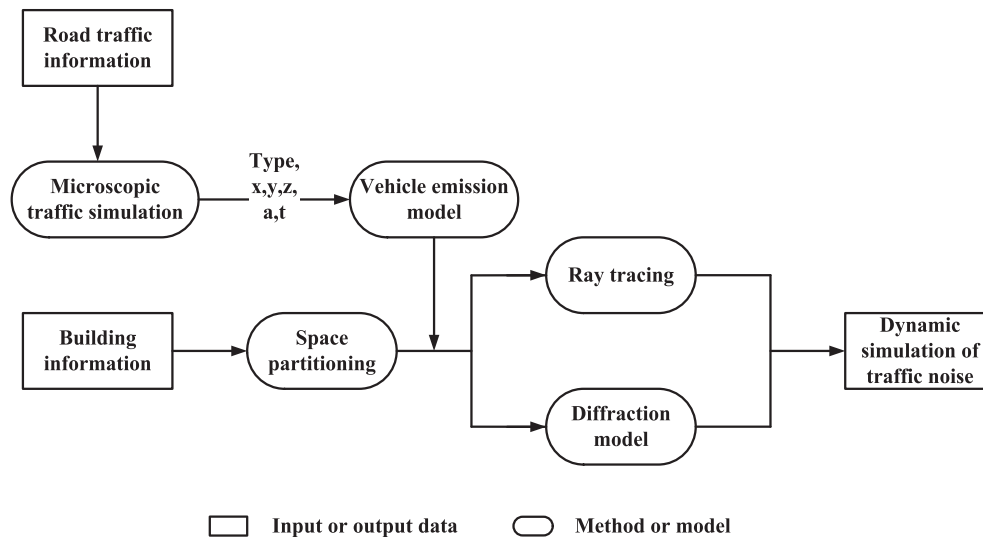 Road traffic
information
Microscopic
traffic simulation
Type,
x,y,z,
a,t
Vehicle emission
model
Building
information
Space
partitioning
Ray tracing
Diffraction
model
Dynamic
simulation of
traffic noise
Input or output data
Method or model